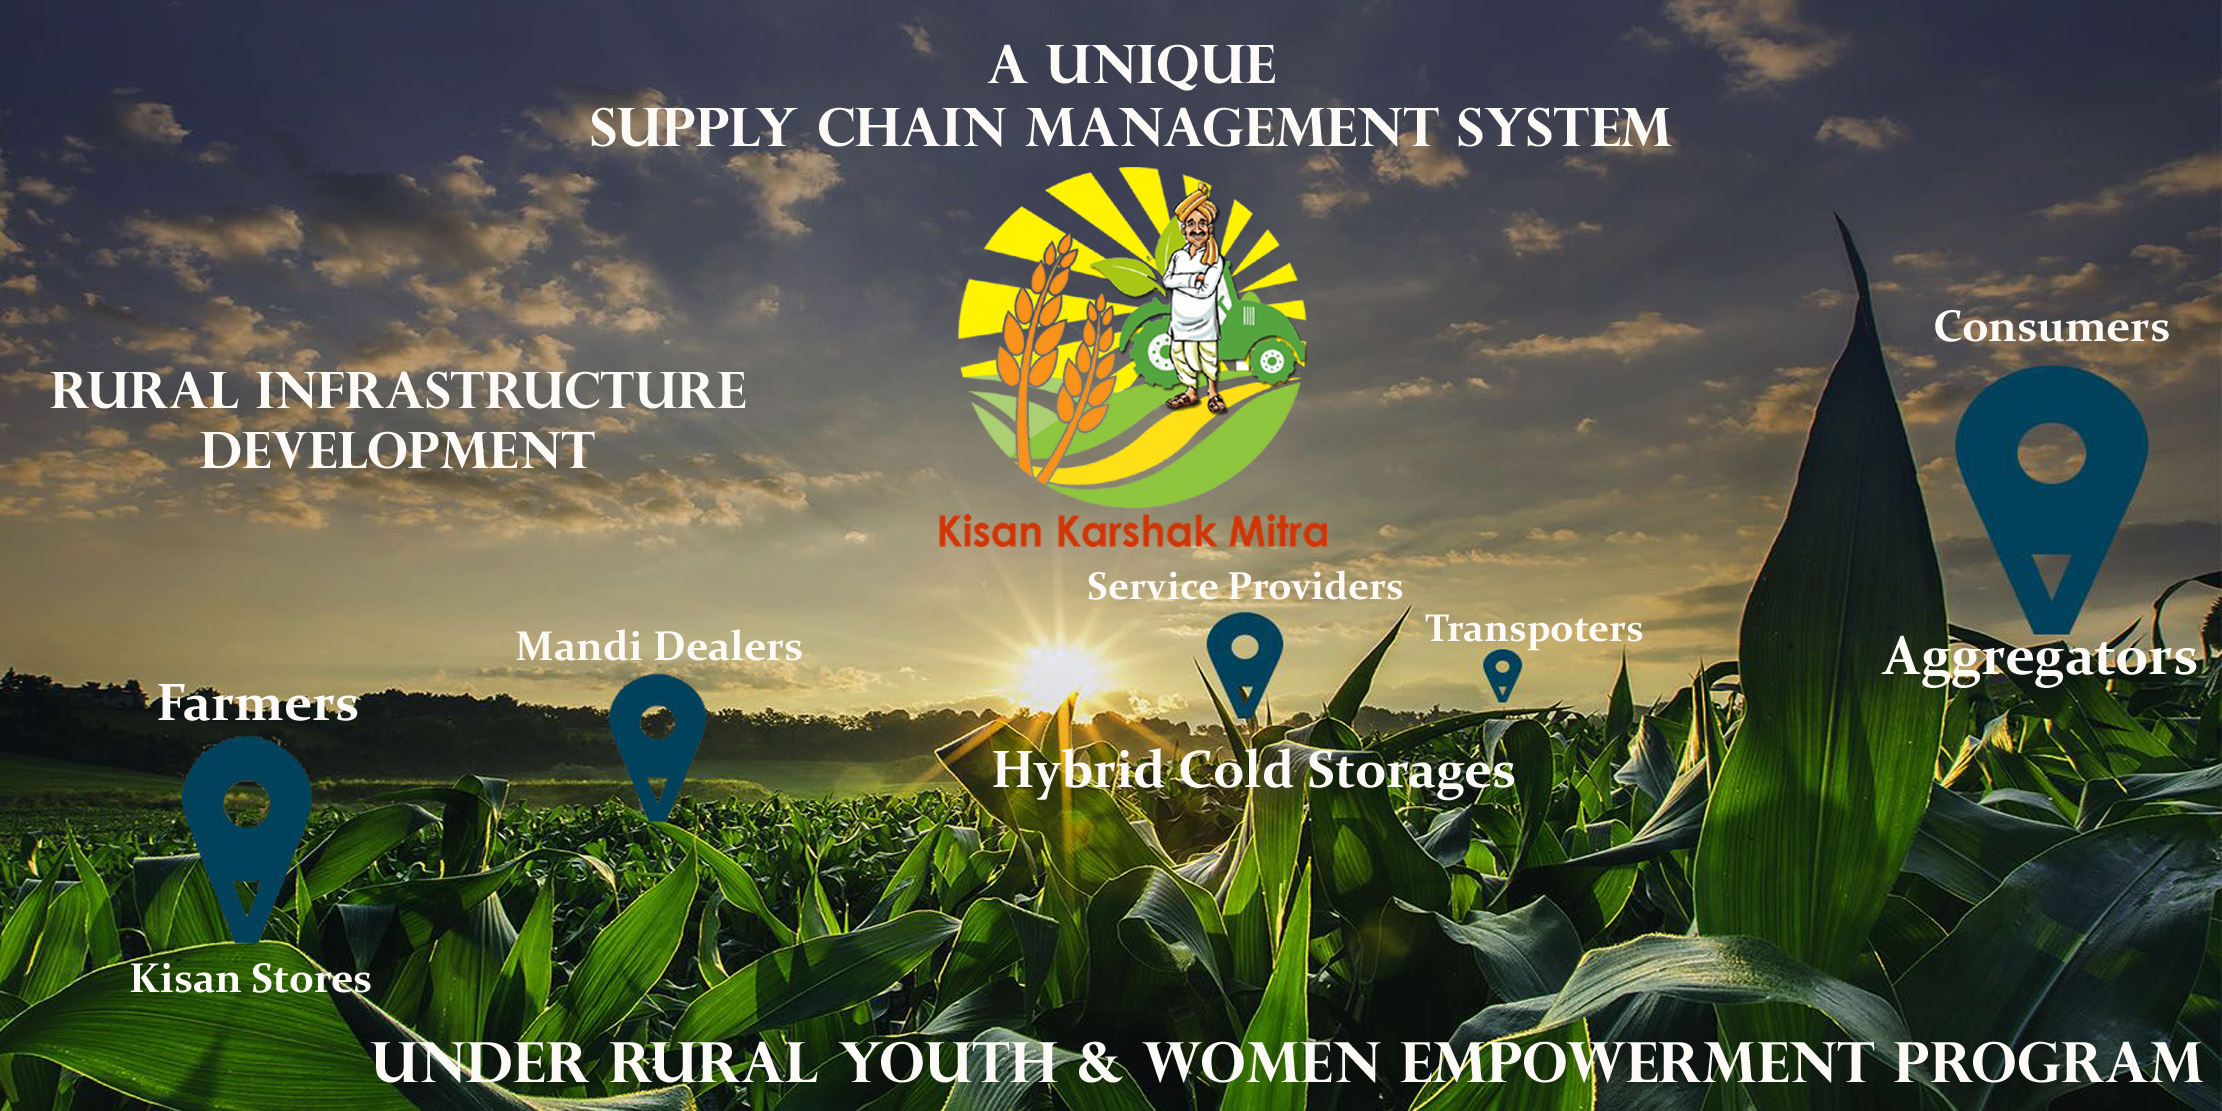 A UNIQUE
SUPPLY CHAIN MANAGEMENT SYSTEM
RURAL INFRASTRUCTURE
DEVELOPMENT
Kisan Karshak Mitra
Consumers
Service Providers
Transpoters
Mandi Dealers
Aggregators
Farmers
Hybrid Cold Storages
Kisan Stores
UNDER RURAL YOUTH & WOMEN EMPOWERMENT PROGRAM